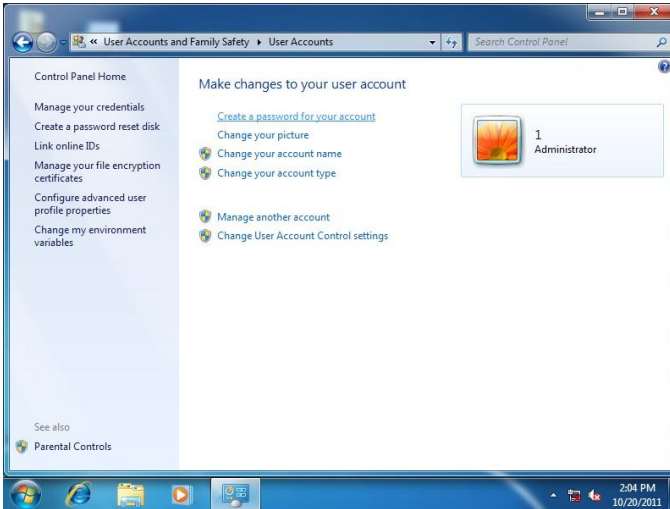 « User Accounts and Family Safety ▸ User Accounts
Search Control Panel
Control Panel Home
Manage your credentials
Create a password reset disk
Link online IDs
Manage your file encryption
certificates
Configure advanced user
profile properties
Change my environment
variables
See also
Parental Controls
Make changes to your user account
Create a password for your account
Change your picture
Change your account name
Change your account type
Manage another account
Change User Account Control settings
1
Administrator
2:04 PM
10/20/2011